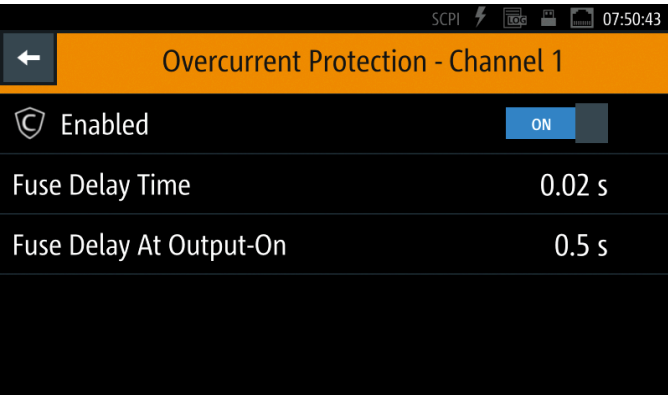 SCPI LOG 07:50:43
Overcurrent Protection - Channel 1
C Enabled ON
Fuse Delay Time 0.02 s
Fuse Delay At Output-On 0.5 s